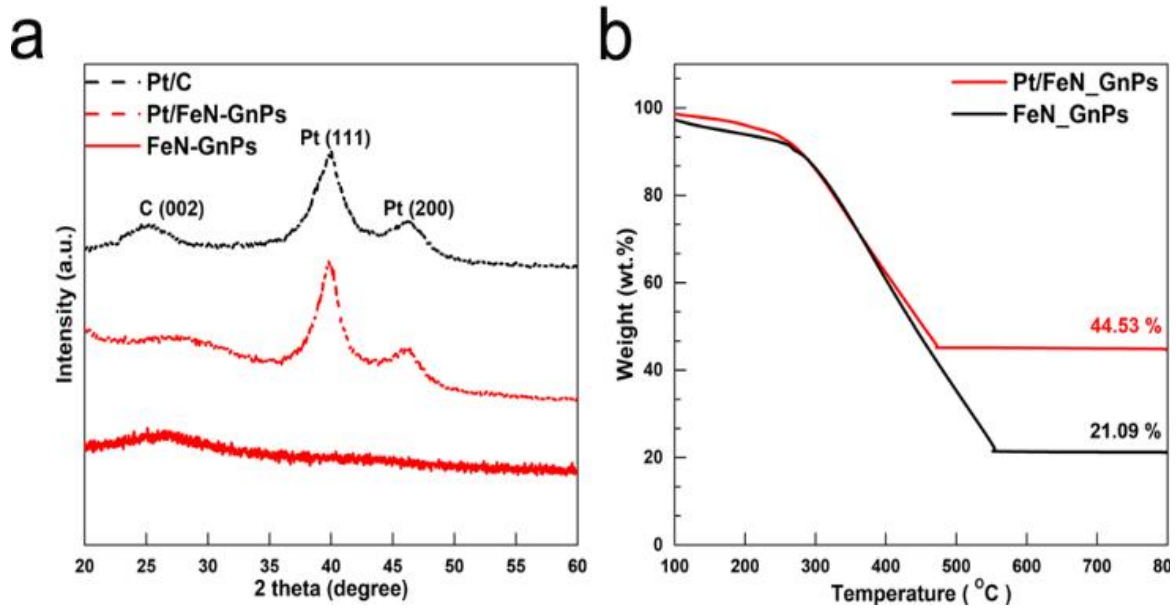 a
Pt/C
Pt/FeN-GnPs
FeN-GnPs
Pt (111)
C (002)
Pt (200)
Intensity (a.u.)
20 25 30 35 40 45 50 55 60
2 theta (degree)
b
Pt/FeN_GnPs
FeN_GnPs
100
80
60
40
20
0
Weight (wt.%)
44.53 %
21.09 %
100 200 300 400 500 600 700 80
Temperature ( °C )